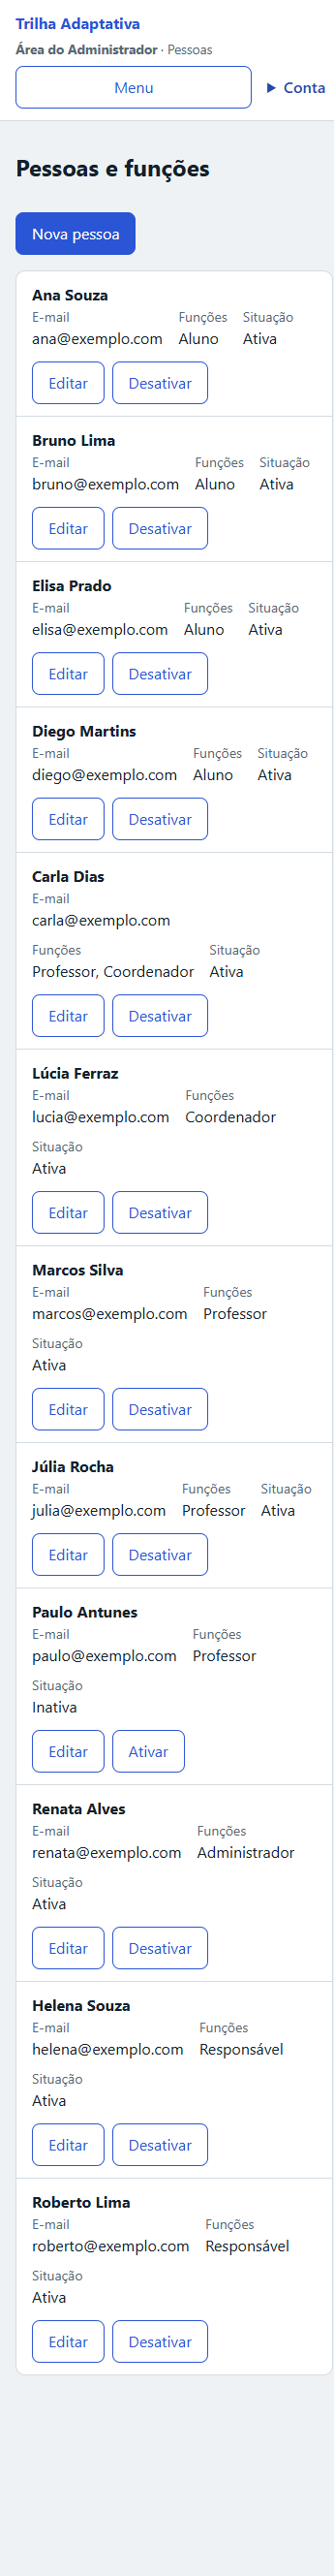 Trilha Adaptativa
Área do Administrador · Pessoas
Menu ▶ Conta
Pessoas e funções
Nova pessoa
Ana Souza
E-mail Funções Situação
ana@exemplo.com Aluno Ativa
Editar Desativar
Bruno Lima
E-mail Funções Situação
bruno@exemplo.com Aluno Ativa
Editar Desativar
Elisa Prado
E-mail Funções Situação
elisa@exemplo.com Aluno Ativa
Editar Desativar
Diego Martins
E-mail Funções Situação
diego@exemplo.com Aluno Ativa
Editar Desativar
Carla Dias
E-mail
carla@exemplo.com
Funções Situação
Professor, Coordenador Ativa
Editar Desativar
Lúcia Ferraz
E-mail Funções
lucia@exemplo.com Coordenador
Situação
Ativa
Editar Desativar
Marcos Silva
E-mail Funções
marcos@exemplo.com Professor
Situação
Ativa
Editar Desativar
Júlia Rocha
E-mail Funções Situação
julia@exemplo.com Professor Ativa
Editar Desativar
Paulo Antunes
E-mail Funções
paulo@exemplo.com Professor
Situação
Inativa
Editar Ativar
Renata Alves
E-mail Funções
renata@exemplo.com Administrador
Situação
Ativa
Editar Desativar
Helena Souza
E-mail Funções
helena@exemplo.com Responsável
Situação
Ativa
Editar Desativar
Roberto Lima
E-mail Funções
roberto@exemplo.com Responsável
Situação
Ativa
Editar Desativar